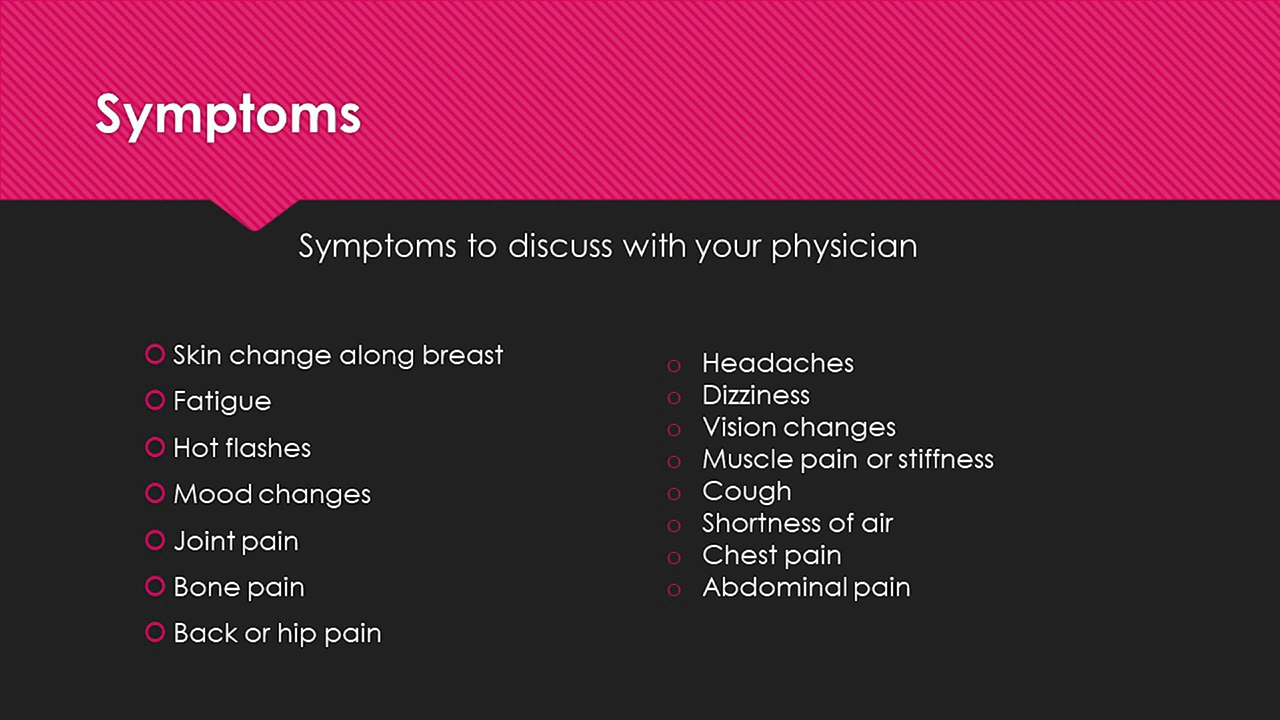 Symptoms
Symptoms to discuss with your physician
Skin change along breast
Fatigue
Hot flashes
Mood changes
Joint pain
Bone pain
Back or hip pain
Headaches
Dizziness
Vision changes
Muscle pain or stiffness
Cough
Shortness of air
Chest pain
Abdominal pain